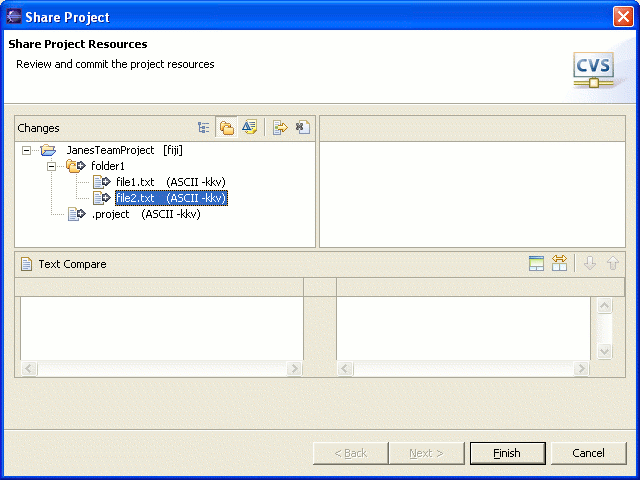 Share Project
Share Project Resources
Review and commit the project resources
CVS
Changes
JanesTeamProject [fiji]
folder1
file1.txt (ASCII -kkv)
file2.txt (ASCII -kkv)
.project (ASCII -kkv)
Text Compare
< Back
Next >
Finish
Cancel